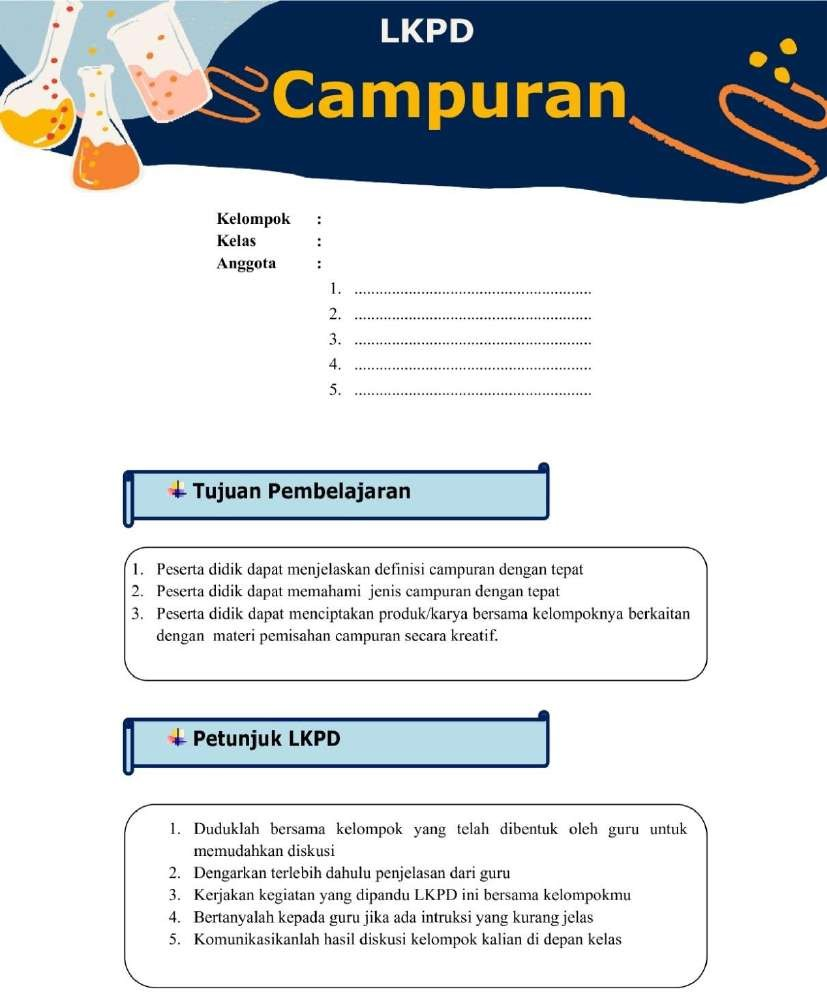 LKPD
Campuran
Kelompok :
Kelas :
Anggota :
1. ........................................................
2. ........................................................
3. ........................................................
4. ........................................................
5. ........................................................
Tujuan Pembelajaran
1. Peserta didik dapat menjelaskan definisi campuran dengan tepat
2. Peserta didik dapat memahami jenis campuran dengan tepat
3. Peserta didik dapat menciptakan produk/karya bersama kelompoknya berkaitan
dengan materi pemisahan campuran secara kreatif.
Petunjuk LKPD
1. Duduklah bersama kelompok yang telah dibentuk oleh guru untuk
memudahkan diskusi
2. Dengarkan terlebih dahulu penjelasan dari guru
3. Kerjakan kegiatan yang dipandu LKPD ini bersama kelompokmu
4. Bertanyalah kepada guru jika ada intruksi yang kurang jelas
5. Komunikasikanlah hasil diskusi kelompok kalian di depan kelas